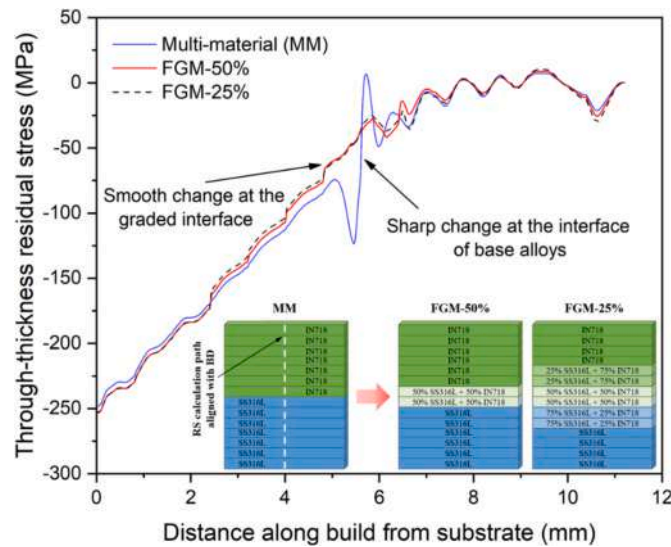 Through-thickness residual stress (MPa)
50
0
-50
-100
-150
-200
-250
-300
Multi-material (MM)
FGM-50%
FGM-25%
Smooth change at the
graded interface
Sharp change at the interface
of base alloys
MM
IN718
IN718
IN718
IN718
IN718
IN718
IN718
SS316L
SS316L
SS316L
SS316L
SS316L
SS316L
SS316L
RS calculation path
aligned with BD
FGM-50%
IN718
IN718
IN718
IN718
IN718
IN718
50% SS316L + 50% IN718
50% SS316L + 50% IN718
SS316L
SS316L
SS316L
SS316L
SS316L
SS316L
FGM-25%
IN718
IN718
IN718
IN718
25% SS316L + 75% IN718
25% SS316L + 75% IN718
50% SS316L + 50% IN718
50% SS316L + 50% IN718
75% SS316L + 25% IN718
75% SS316L + 25% IN718
SS316L
SS316L
SS316L
SS316L
0 2 4 6 8 10 12
Distance along build from substrate (mm)